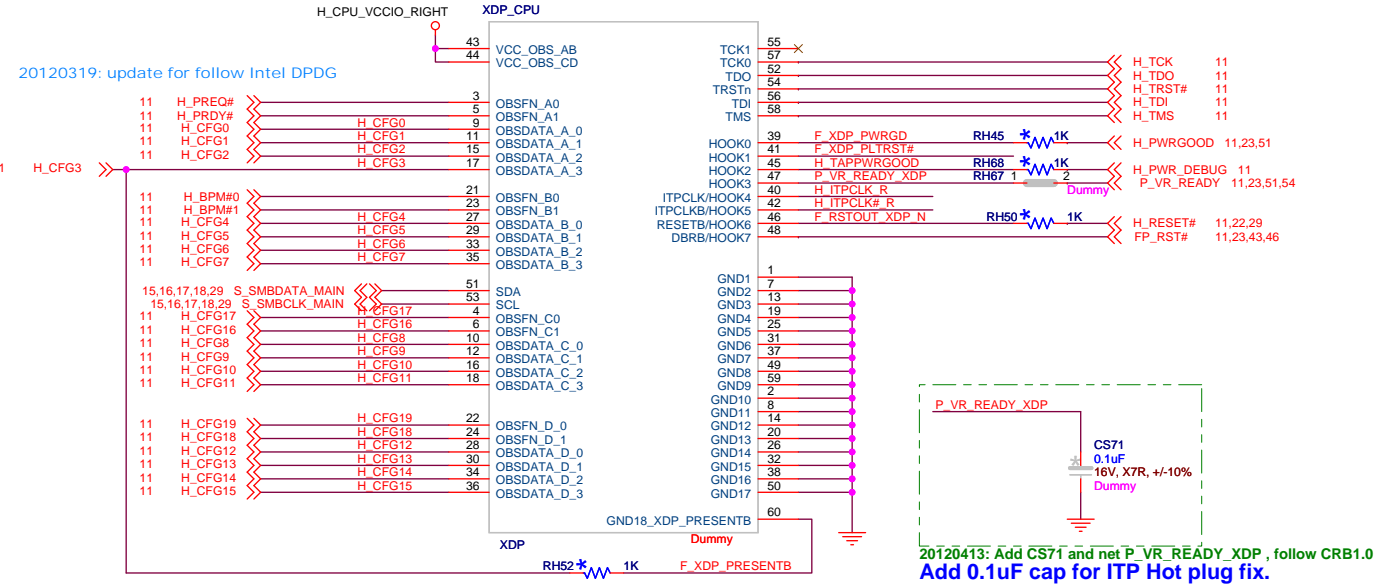 H_CPU_VCCIO_RIGHT XDP_CPU
20120319: update for follow Intel DPDG
43 VCC_OBS_AB
44 VCC_OBS_CD
11 H_PREQ# 3 OBSFN_A0
11 H_PRDY# 5 OBSFN_A1
11 H_CFG0 H_CFG0 9 OBSDATA_A_0
11 H_CFG1 H_CFG1 11 OBSDATA_A_1
11 H_CFG2 H_CFG2 15 OBSDATA_A_2
1 H_CFG3 H_CFG3 17 OBSDATA_A_3
11 H_BPM#0 21 OBSFN_B0
11 H_BPM#1 23 OBSFN_B1
11 H_CFG4 H_CFG4 27 OBSDATA_B_0
11 H_CFG5 H_CFG5 29 OBSDATA_B_1
11 H_CFG6 H_CFG6 33 OBSDATA_B_2
11 H_CFG7 H_CFG7 35 OBSDATA_B_3
15,16,17,18,29 S_SMBDATA_MAIN 51 SDA
15,16,17,18,29 S_SMBCLK_MAIN 53 SCL
11 H_CFG17 H_CFG17 4 OBSFN_C0
11 H_CFG16 H_CFG16 6 OBSFN_C1
11 H_CFG8 H_CFG8 10 OBSDATA_C_0
11 H_CFG9 H_CFG9 12 OBSDATA_C_1
11 H_CFG10 H_CFG10 16 OBSDATA_C_2
11 H_CFG11 H_CFG11 18 OBSDATA_C_3
11 H_CFG19 H_CFG19 22 OBSFN_D_0
11 H_CFG18 H_CFG18 24 OBSFN_D_1
11 H_CFG12 H_CFG12 28 OBSDATA_D_0
11 H_CFG13 H_CFG13 30 OBSDATA_D_1
11 H_CFG14 H_CFG14 34 OBSDATA_D_2
11 H_CFG15 H_CFG15 36 OBSDATA_D_3
TCK1 55
TCK0 57 H_TCK 11
TDO 52 H_TDO 11
TRSTn 54 H_TRST# 11
TDI 56 H_TDI 11
TMS 58 H_TMS 11
HOOK0 39 F_XDP_PWRGD RH45 * 1K H_PWRGOOD 11,23,51
HOOK1 41 F_XDP_PLTRST#
HOOK2 45 H_TAPPWRGOOD RH68 * 1K H_PWR_DEBUG 11
HOOK3 47 P_VR_READY_XDP RH67 1 2 Dummy P_VR_READY 11,23,51,54
ITPCLK/HOOK4 40 H_ITPCLK_R
ITPCLKB/HOOK5 42 H_ITPCLK#_R
RESETB/HOOK6 46 F_RSTOUT_XDP_N RH50 * 1K H_RESET# 11,22,29
DBRB/HOOK7 48 FP_RST# 11,23,43,46
GND1 1
GND2 7
GND3 13
GND4 19
GND5 25
GND6 31
GND7 37
GND8 49
GND9 59
GND10 2
GND11 8
GND12 14
GND13 20
GND14 26
GND15 32
GND16 38
GND17 50
GND18_XDP_PRESENTB 60
XDP Dummy
RH52 * 1K F_XDP_PRESENTB
P_VR_READY_XDP
CS71
* 0.1uF
16V, X7R, +/-10%
Dummy
20120413: Add CS71 and net P_VR_READY_XDP , follow CRB1.0
Add 0.1uF cap for ITP Hot plug fix.